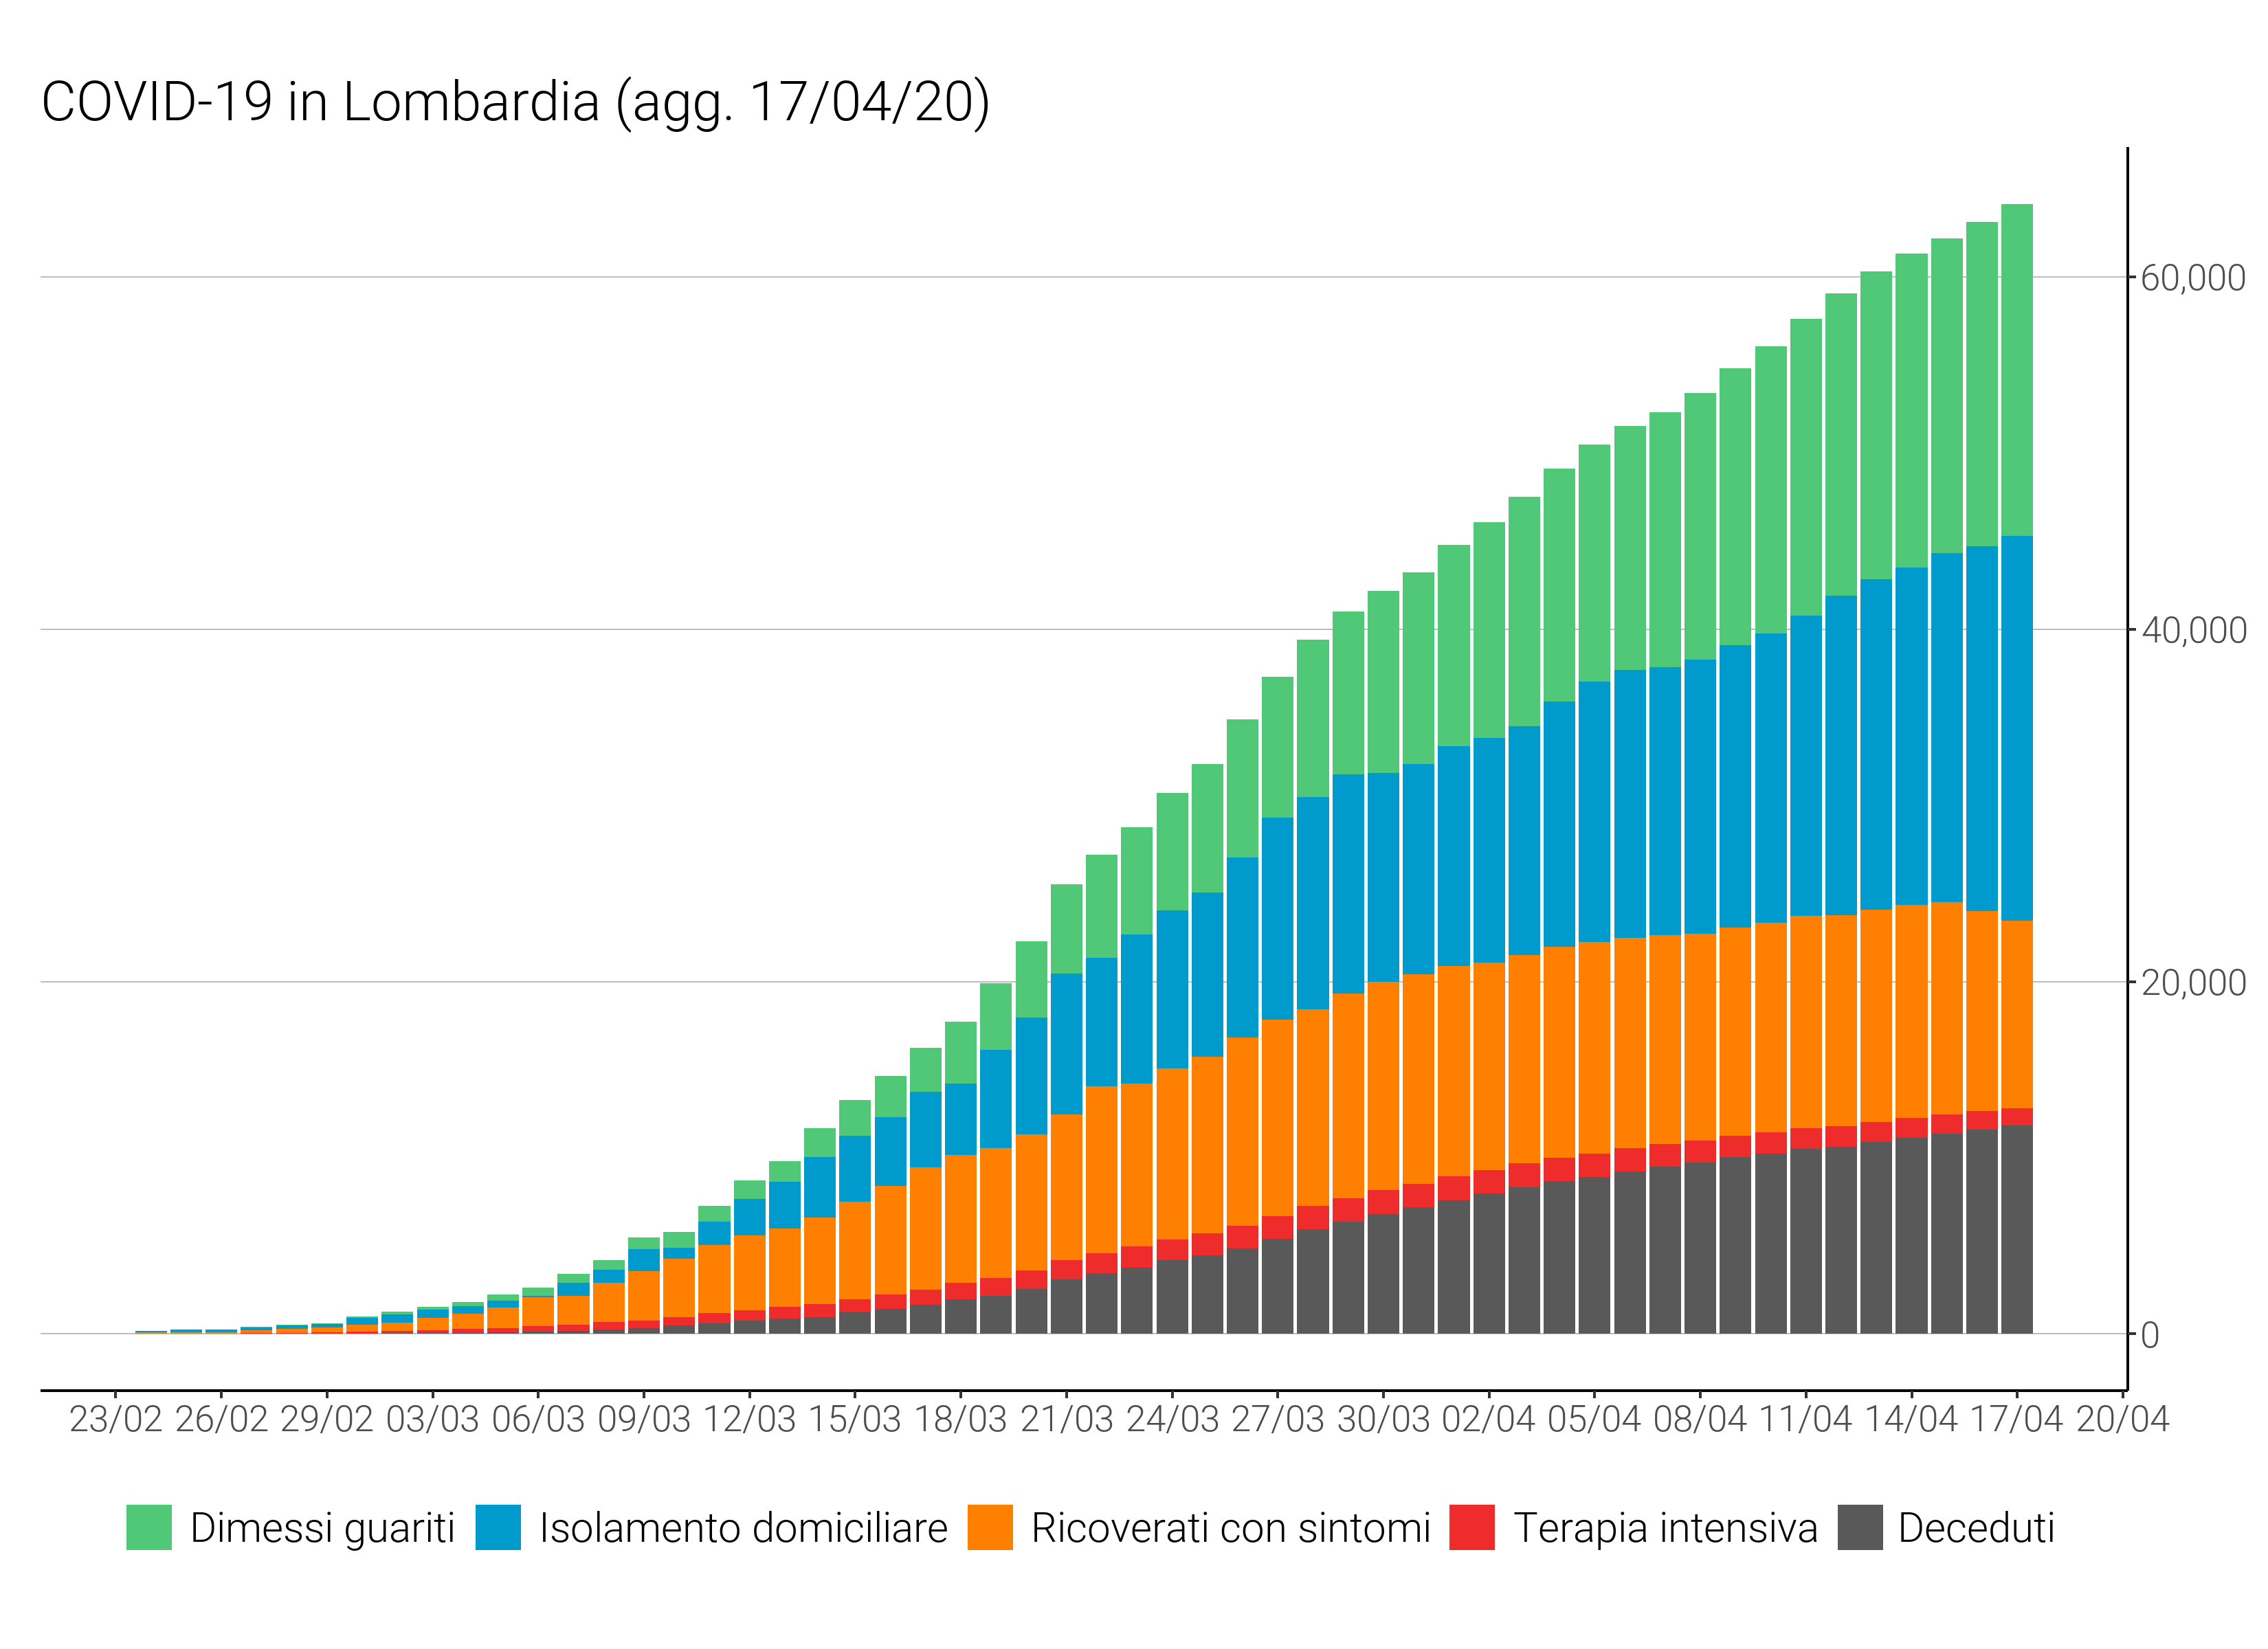 COVID-19 in Lombardia (agg. 17/04/20)
60,000
40,000
20,000
0
23/02 26/02 29/02 03/03 06/03 09/03 12/03 15/03 18/03 21/03 24/03 27/03 30/03 02/04 05/04 08/04 11/04 14/04 17/04 20/04
Dimessi guariti Isolamento domiciliare Ricoverati con sintomi Terapia intensiva Deceduti